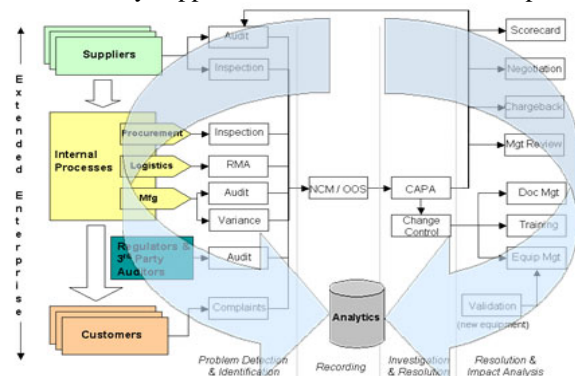 Suppliers
Audit
Inspection
Scorecard
Negotiation
Chargeback
Mgt Review
Extended Enterprise
Internal
Processes
Procurement
Logistics
Mfg
Inspection
RMA
Audit
Variance
NCM / OOS
CAPA
Change
Control
Doc Mgt
Training
Equip Mgt
Regulators &
3rd Party
Auditors
Audit
Complaints
Customers
Analytics
Validation
(new equipment)
Problem Detection
& Identification
Recording
Investigation
& Resolution
Resolution &
Impact Analysis